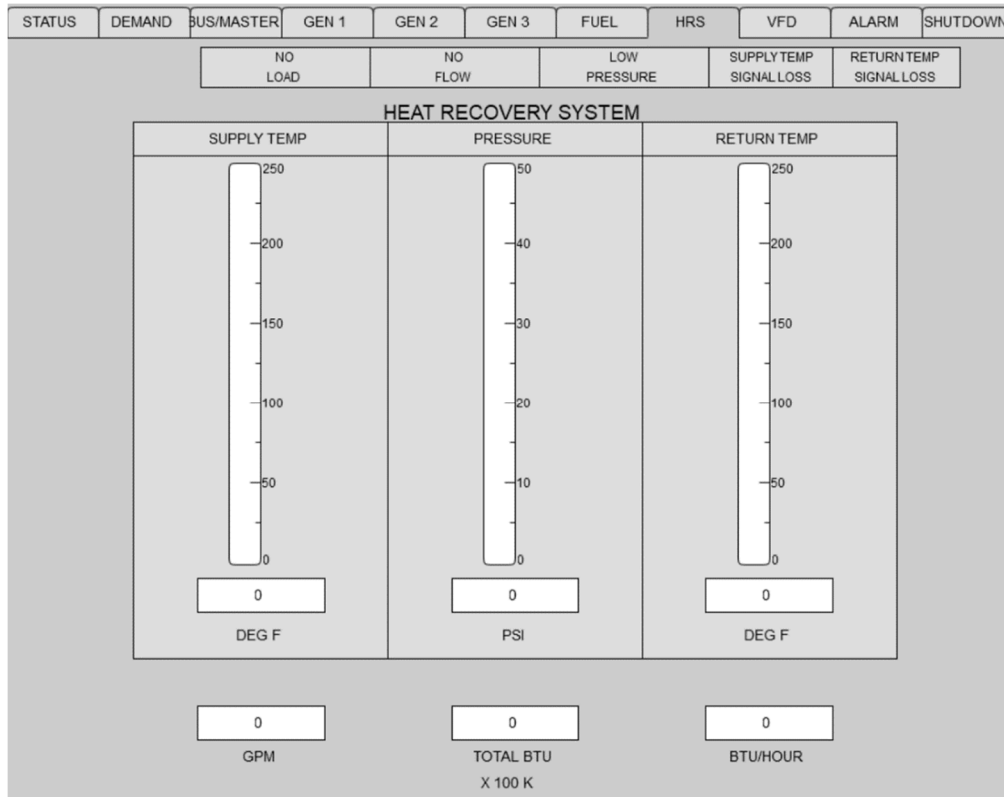 STATUS DEMAND BUS/MASTER GEN 1 GEN 2 GEN 3 FUEL HRS VFD ALARM SHUTDOWN
NO NO LOW SUPPLY TEMP RETURN TEMP
LOAD FLOW PRESSURE SIGNAL LOSS SIGNAL LOSS
HEAT RECOVERY SYSTEM
SUPPLY TEMP PRESSURE RETURN TEMP
250 50 250
200 40 200
150 30 150
100 20 100
50 10 50
0 0 0
0 0 0
DEG F PSI DEG F
0 0 0
GPM TOTAL BTU BTU/HOUR
X 100 K